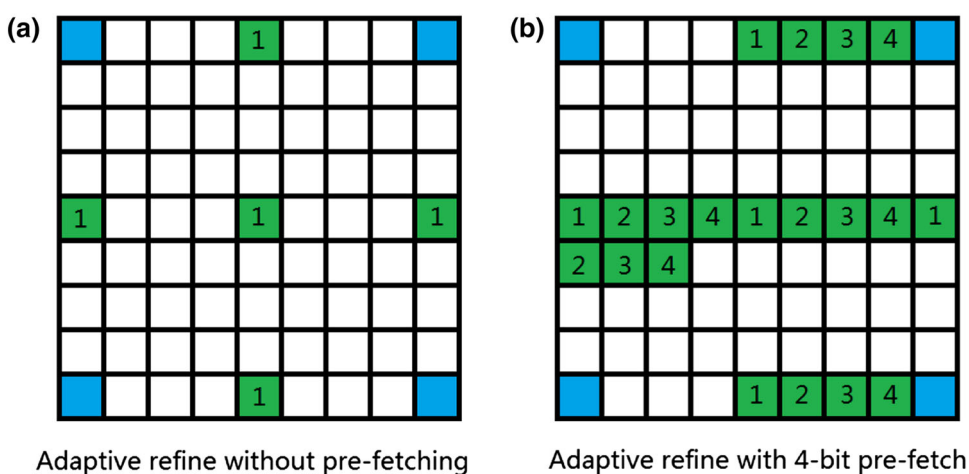 (a) (b)
1 1 2 3 4
1 1 1 1 2 3 4 1 2 3 4 1
2 3 4
1 1 2 3 4
Adaptive refine without pre-fetching Adaptive refine with 4-bit pre-fetch